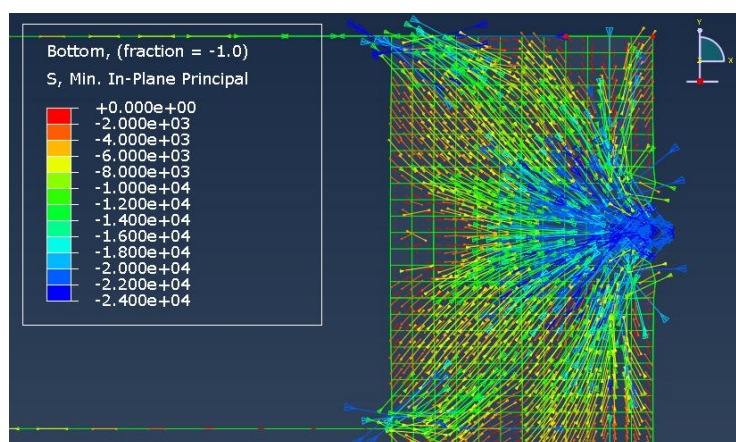 Bottom, (fraction = -1.0)
S, Min. In-Plane Principal
+0.000e+00
-2.000e+03
-4.000e+03
-6.000e+03
-8.000e+03
-1.000e+04
-1.200e+04
-1.400e+04
-1.600e+04
-1.800e+04
-2.000e+04
-2.200e+04
-2.400e+04
Y
X